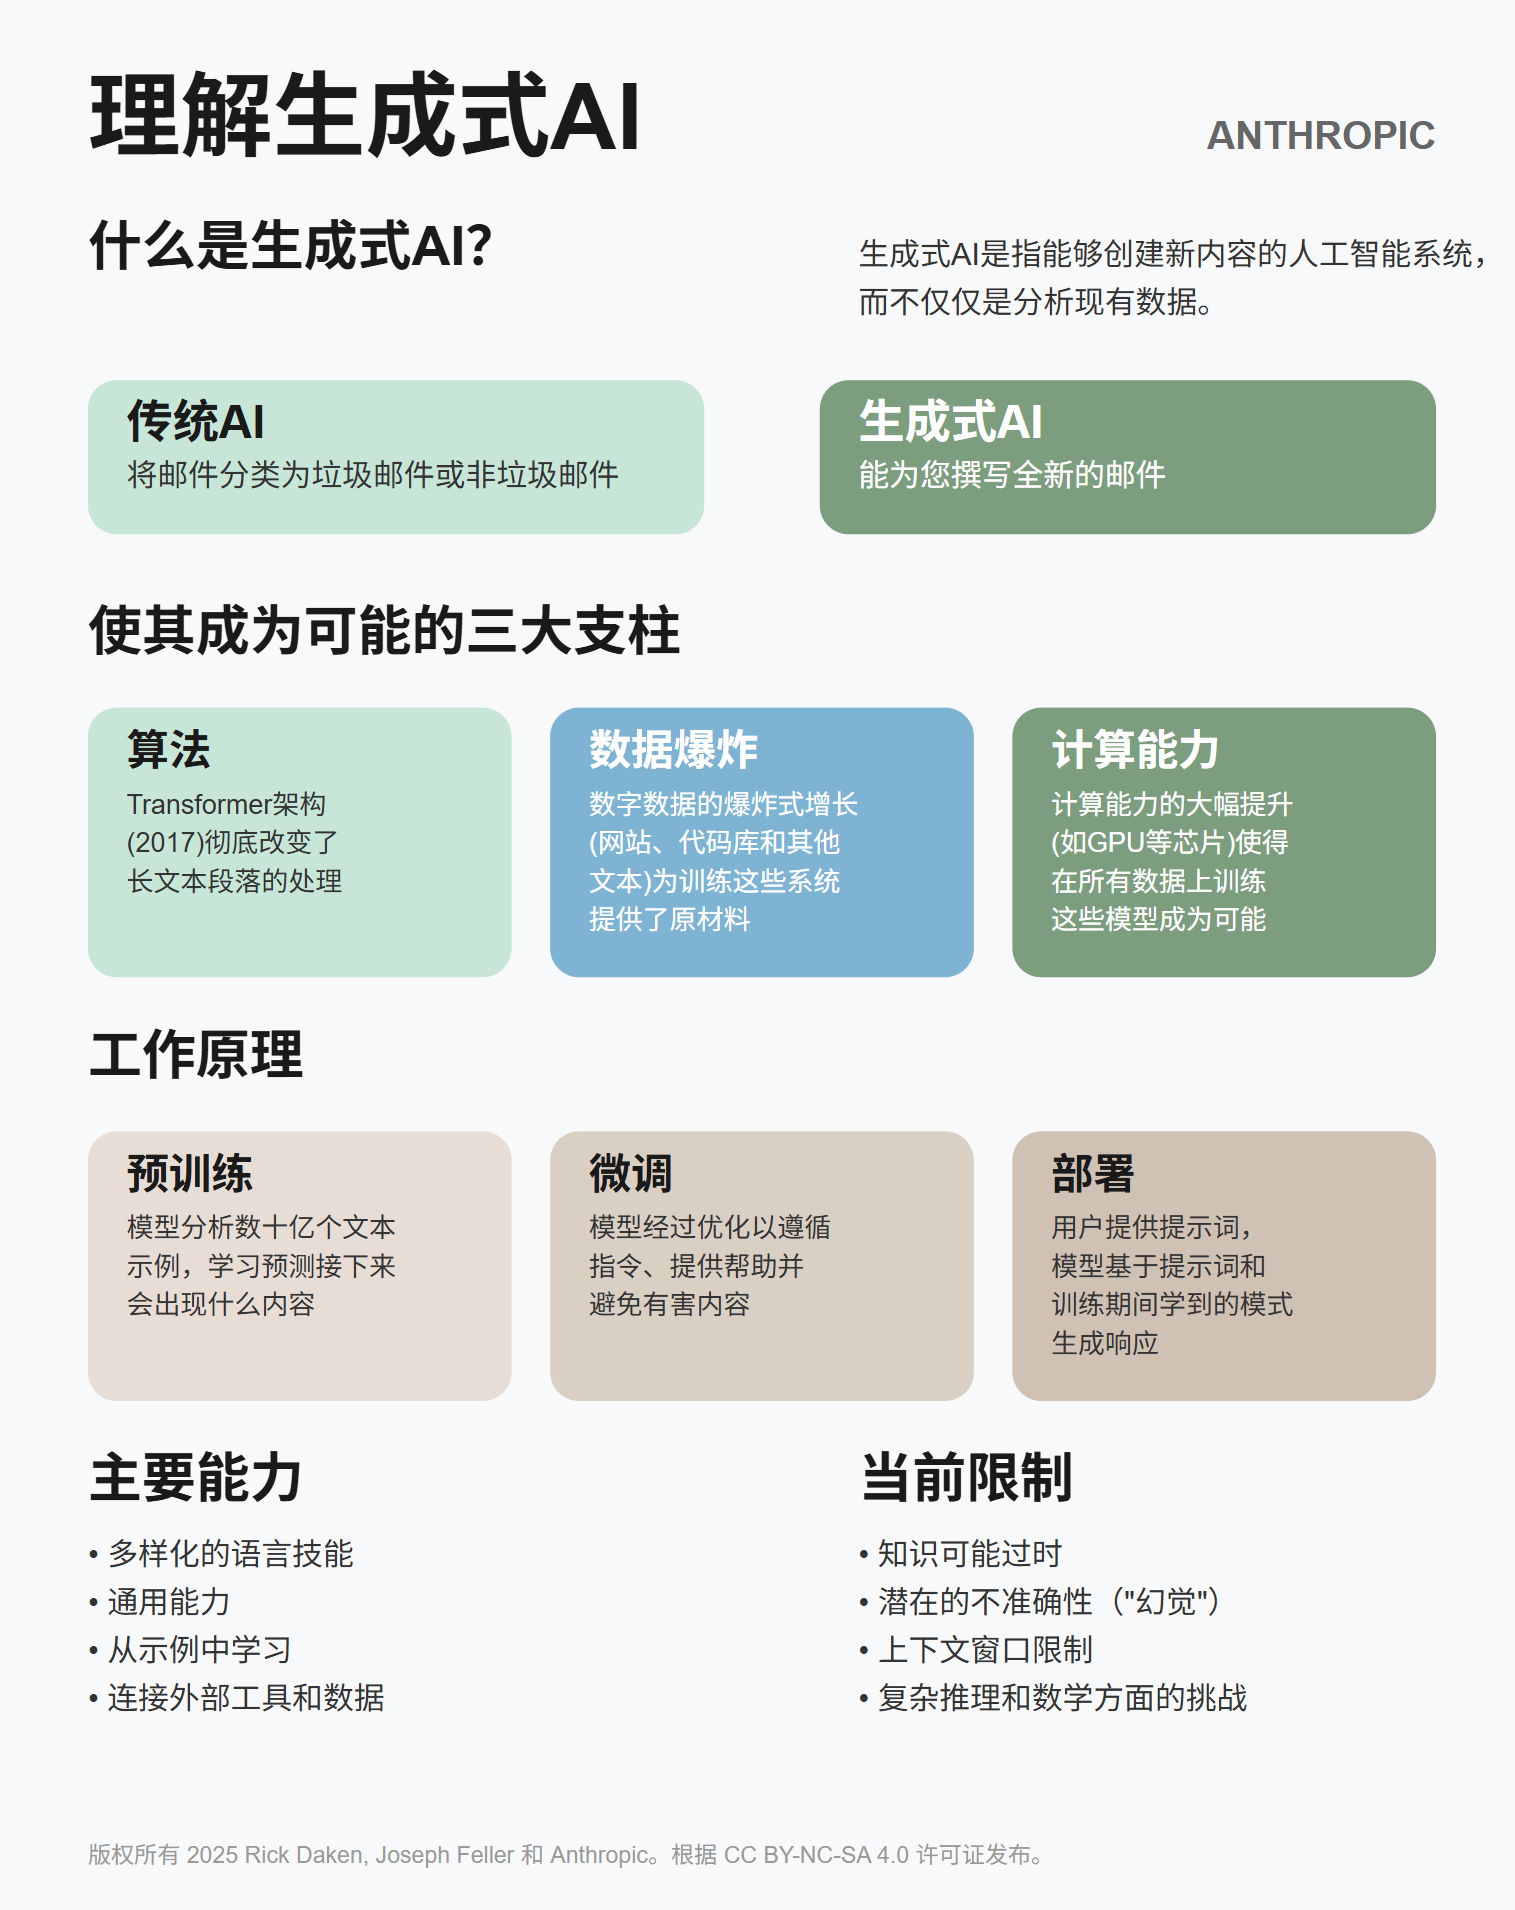 理解生成式AI
ANTHROPIC
什么是生成式AI？
生成式AI是指能够创建新内容的人工智能系统，
而不仅仅是分析现有数据。
传统AI
将邮件分类为垃圾邮件或非垃圾邮件
生成式AI
能为您撰写全新的邮件
使其成为可能的三大支柱
算法
Transformer架构
(2017)彻底改变了
长文本段落的处理
数据爆炸
数字数据的爆炸式增长
(网站、代码库和其他
文本)为训练这些系统
提供了原材料
计算能力
计算能力的大幅提升
(如GPU等芯片)使得
在所有数据上训练
这些模型成为可能
工作原理
预训练
模型分析数十亿个文本
示例，学习预测接下来
会出现什么内容
微调
模型经过优化以遵循
指令、提供帮助并
避免有害内容
部署
用户提供提示词，
模型基于提示词和
训练期间学到的模式
生成响应
主要能力
• 多样化的语言技能
• 通用能力
• 从示例中学习
• 连接外部工具和数据
当前限制
• 知识可能过时
• 潜在的不准确性（"幻觉"）
• 上下文窗口限制
• 复杂推理和数学方面的挑战
版权所有 2025 Rick Daken, Joseph Feller 和 Anthropic。根据 CC BY-NC-SA 4.0 许可证发布。